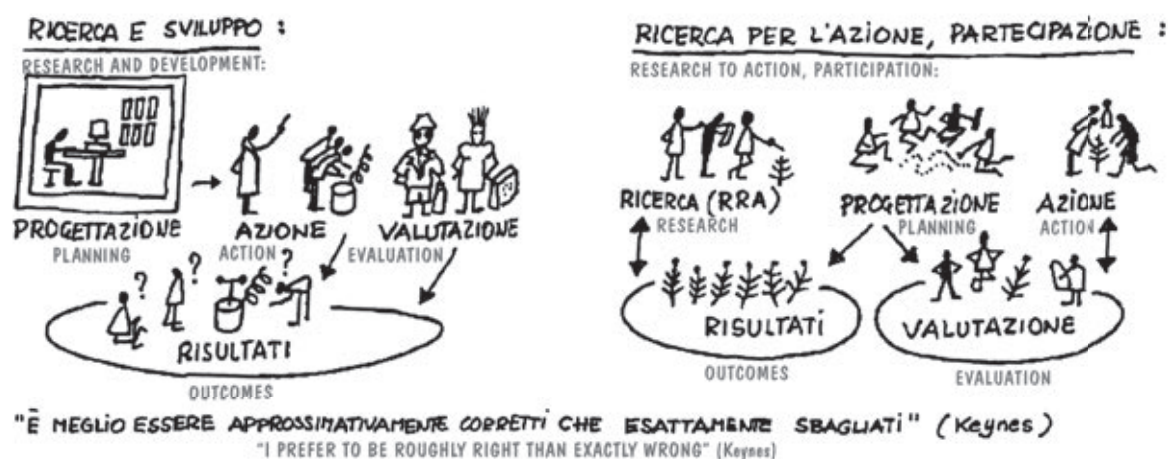 RICERCA E SVILUPPO :
RESEARCH AND DEVELOPMENT:
PROGETTAZIONE
PLANNING
AZIONE
ACTION
VALUTAZIONE
EVALUATION
? ? ?
RISULTATI
OUTCOMES
RICERCA PER L'AZIONE, PARTECIPAZIONE :
RESEARCH TO ACTION, PARTICIPATION:
RICERCA (RRA)
RESEARCH
PROGETTAZIONE
PLANNING
AZIONE
ACTION
RISULTATI
OUTCOMES
VALUTAZIONE
EVALUATION
"È MEGLIO ESSERE APPROSSIMATIVAMENTE CORRETTI CHE ESATTAMENTE SBAGLIATI" (Keynes)
"I PREFER TO BE ROUGHLY RIGHT THAN EXACTLY WRONG" (Keynes)